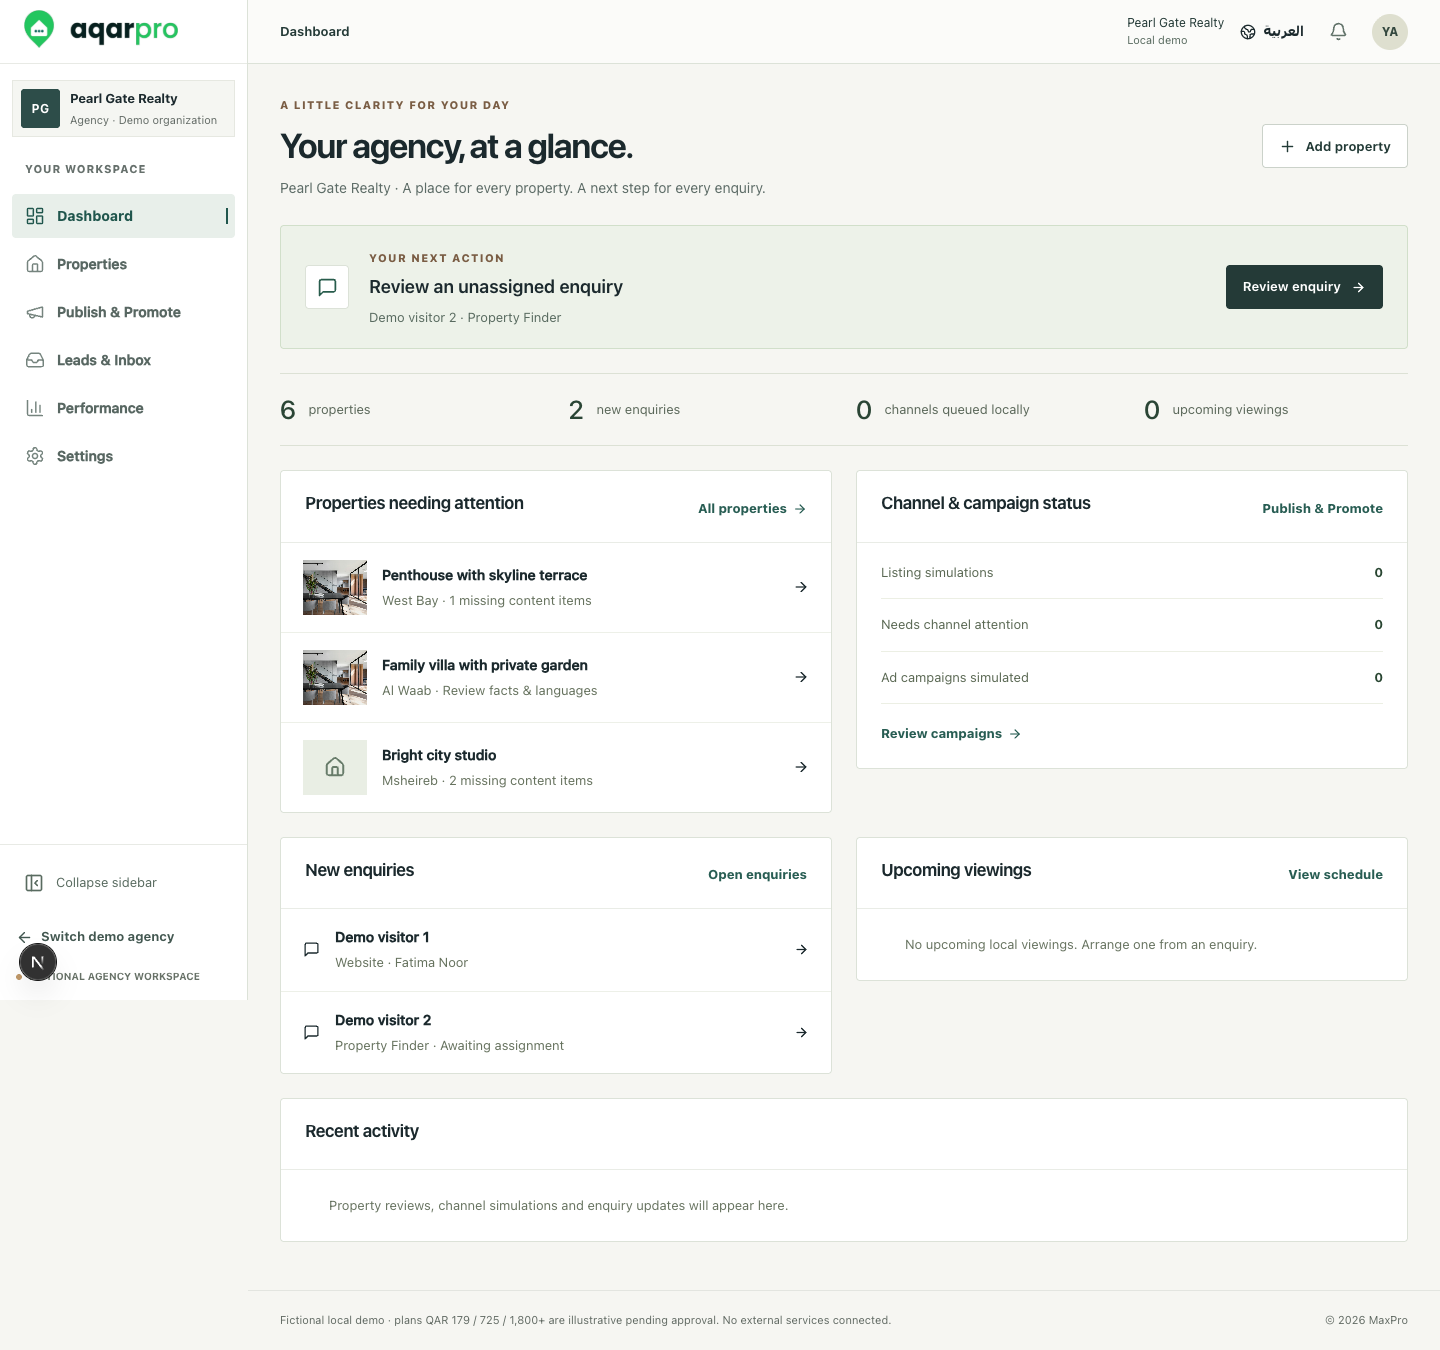 aqarpro
Dashboard
Pearl Gate Realty
Local demo
العربية
YA
PG
Pearl Gate Realty
Agency · Demo organization
YOUR WORKSPACE
Dashboard
Properties
Publish & Promote
Leads & Inbox
Performance
Settings
Collapse sidebar
Switch demo agency
N
IONAL AGENCY WORKSPACE
A LITTLE CLARITY FOR YOUR DAY
Your agency, at a glance.
Pearl Gate Realty · A place for every property. A next step for every enquiry.
Add property
YOUR NEXT ACTION
Review an unassigned enquiry
Demo visitor 2 · Property Finder
Review enquiry
6 properties
2 new enquiries
0 channels queued locally
0 upcoming viewings
Properties needing attention
All properties
Penthouse with skyline terrace
West Bay · 1 missing content items
Family villa with private garden
Al Waab · Review facts & languages
Bright city studio
Msheireb · 2 missing content items
Channel & campaign status
Publish & Promote
Listing simulations 0
Needs channel attention 0
Ad campaigns simulated 0
Review campaigns
New enquiries
Open enquiries
Demo visitor 1
Website · Fatima Noor
Demo visitor 2
Property Finder · Awaiting assignment
Upcoming viewings
View schedule
No upcoming local viewings. Arrange one from an enquiry.
Recent activity
Property reviews, channel simulations and enquiry updates will appear here.
Fictional local demo · plans QAR 179 / 725 / 1,800+ are illustrative pending approval. No external services connected.
© 2026 MaxPro